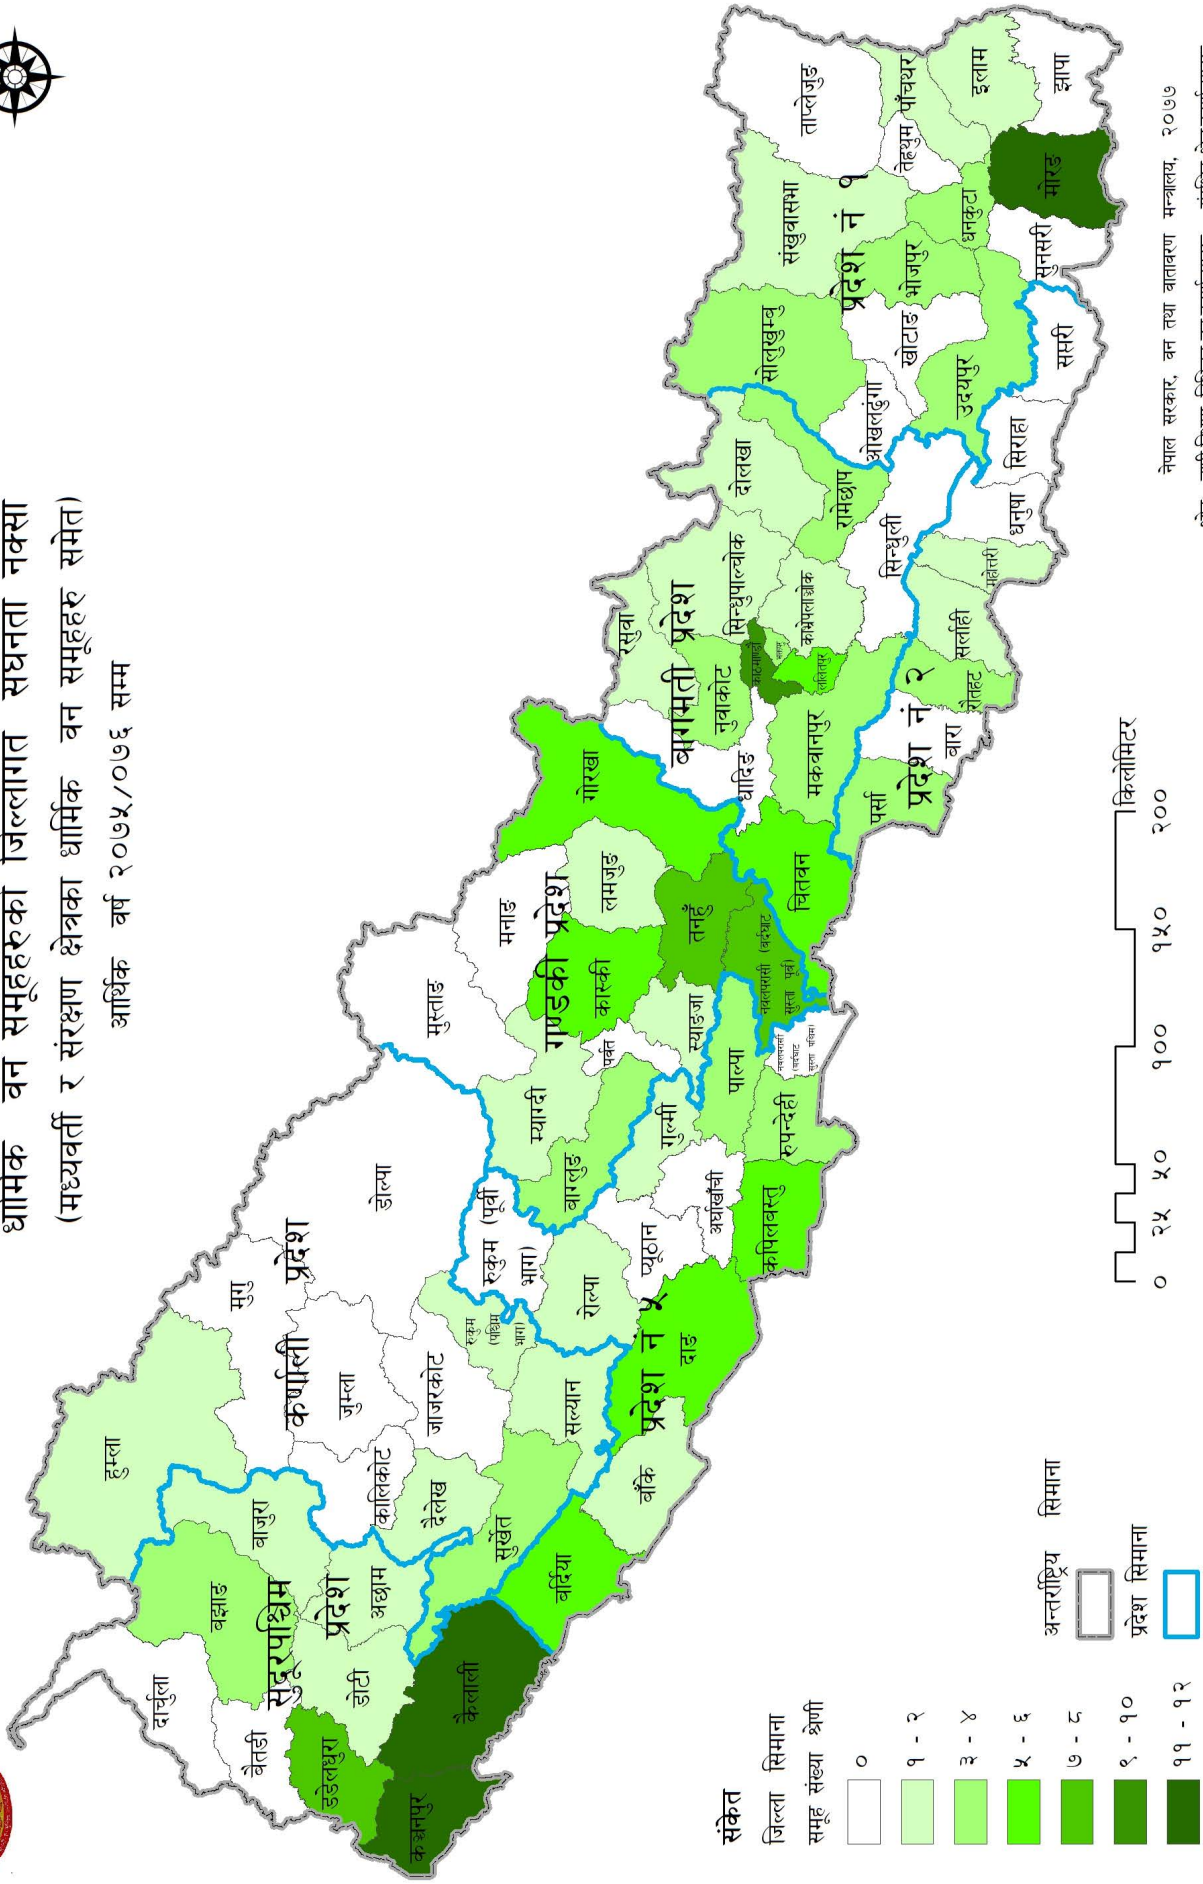 धार्मिक वन समूहहरुको जिल्लागत सघनता नक्सा
(मध्यवर्ती र संरक्षण क्षेत्रका धार्मिक वन समूहहरु समेत)
आर्थिक वर्ष २०७५/०७६ सम्म
हुम्ला
दार्चुला
बझाङ
बाजुरा
मुगु
बैतडी
सुदूरपश्चिम
प्रदेश
कर्णाली प्रदेश
डोल्पा
जुम्ला
कालिकोट
डडेलधुरा
डोटी
अछाम
दैलेख
जाजरकोट
कञ्चनपुर
कैलाली
सुर्खेत
रुकुम
(पश्चिम
भाग)
रुकुम (पूर्वी
भाग)
सल्यान
रोल्पा
बर्दिया
बाँके
प्रदेश नं ५
दाङ
प्यूठान
गुल्मी
अर्घाखाँची
कपिलबस्तु
रुपन्देही
पाल्पा
नवलपरासी
(बर्दघाट
सुस्ता पश्चिम)
मुस्ताङ
मनाङ
म्याग्दी
बाग्लुङ
पर्वत
गण्डकी प्रदेश
कास्की
लमजुङ
गोरखा
स्याङजा
तनहुँ
नवलपरासी (बर्दघाट
सुस्ता पूर्व)
रसुवा
बागमती प्रदेश
नुवाकोट
धादिङ
सिन्धुपाल्चोक
दोलखा
काठमाण्डौ
ललितपुर
काभ्रेपलाञ्चोक
रामेछाप
सिन्धुली
मकवानपुर
चितवन
पर्सा
प्रदेश नं २
बारा
रौतहट
सर्लाही
महोत्तरी
धनुषा
सिराहा
सप्तरी
ताप्लेजुङ
संखुवासभा
सोलुखुम्बु
पाँचथर
तेह्रथुम
प्रदेश नं १
भोजपुर
धनकुटा
खोटाङ
ओखलढुंगा
उदयपुर
इलाम
झापा
मोरङ
सुनसरी
संकेत
जिल्ला सिमाना
समूह संख्या श्रेणी
०
१ - २
३ - ४
५ - ६
७ - ८
९ - १०
११ - १२
अन्तर्राष्ट्रिय सिमाना
प्रदेश सिमाना
० २५ ५० १०० १५० २००
किलोमिटर
नेपाल सरकार, वन तथा वातावरण मन्त्रालय, २०७७